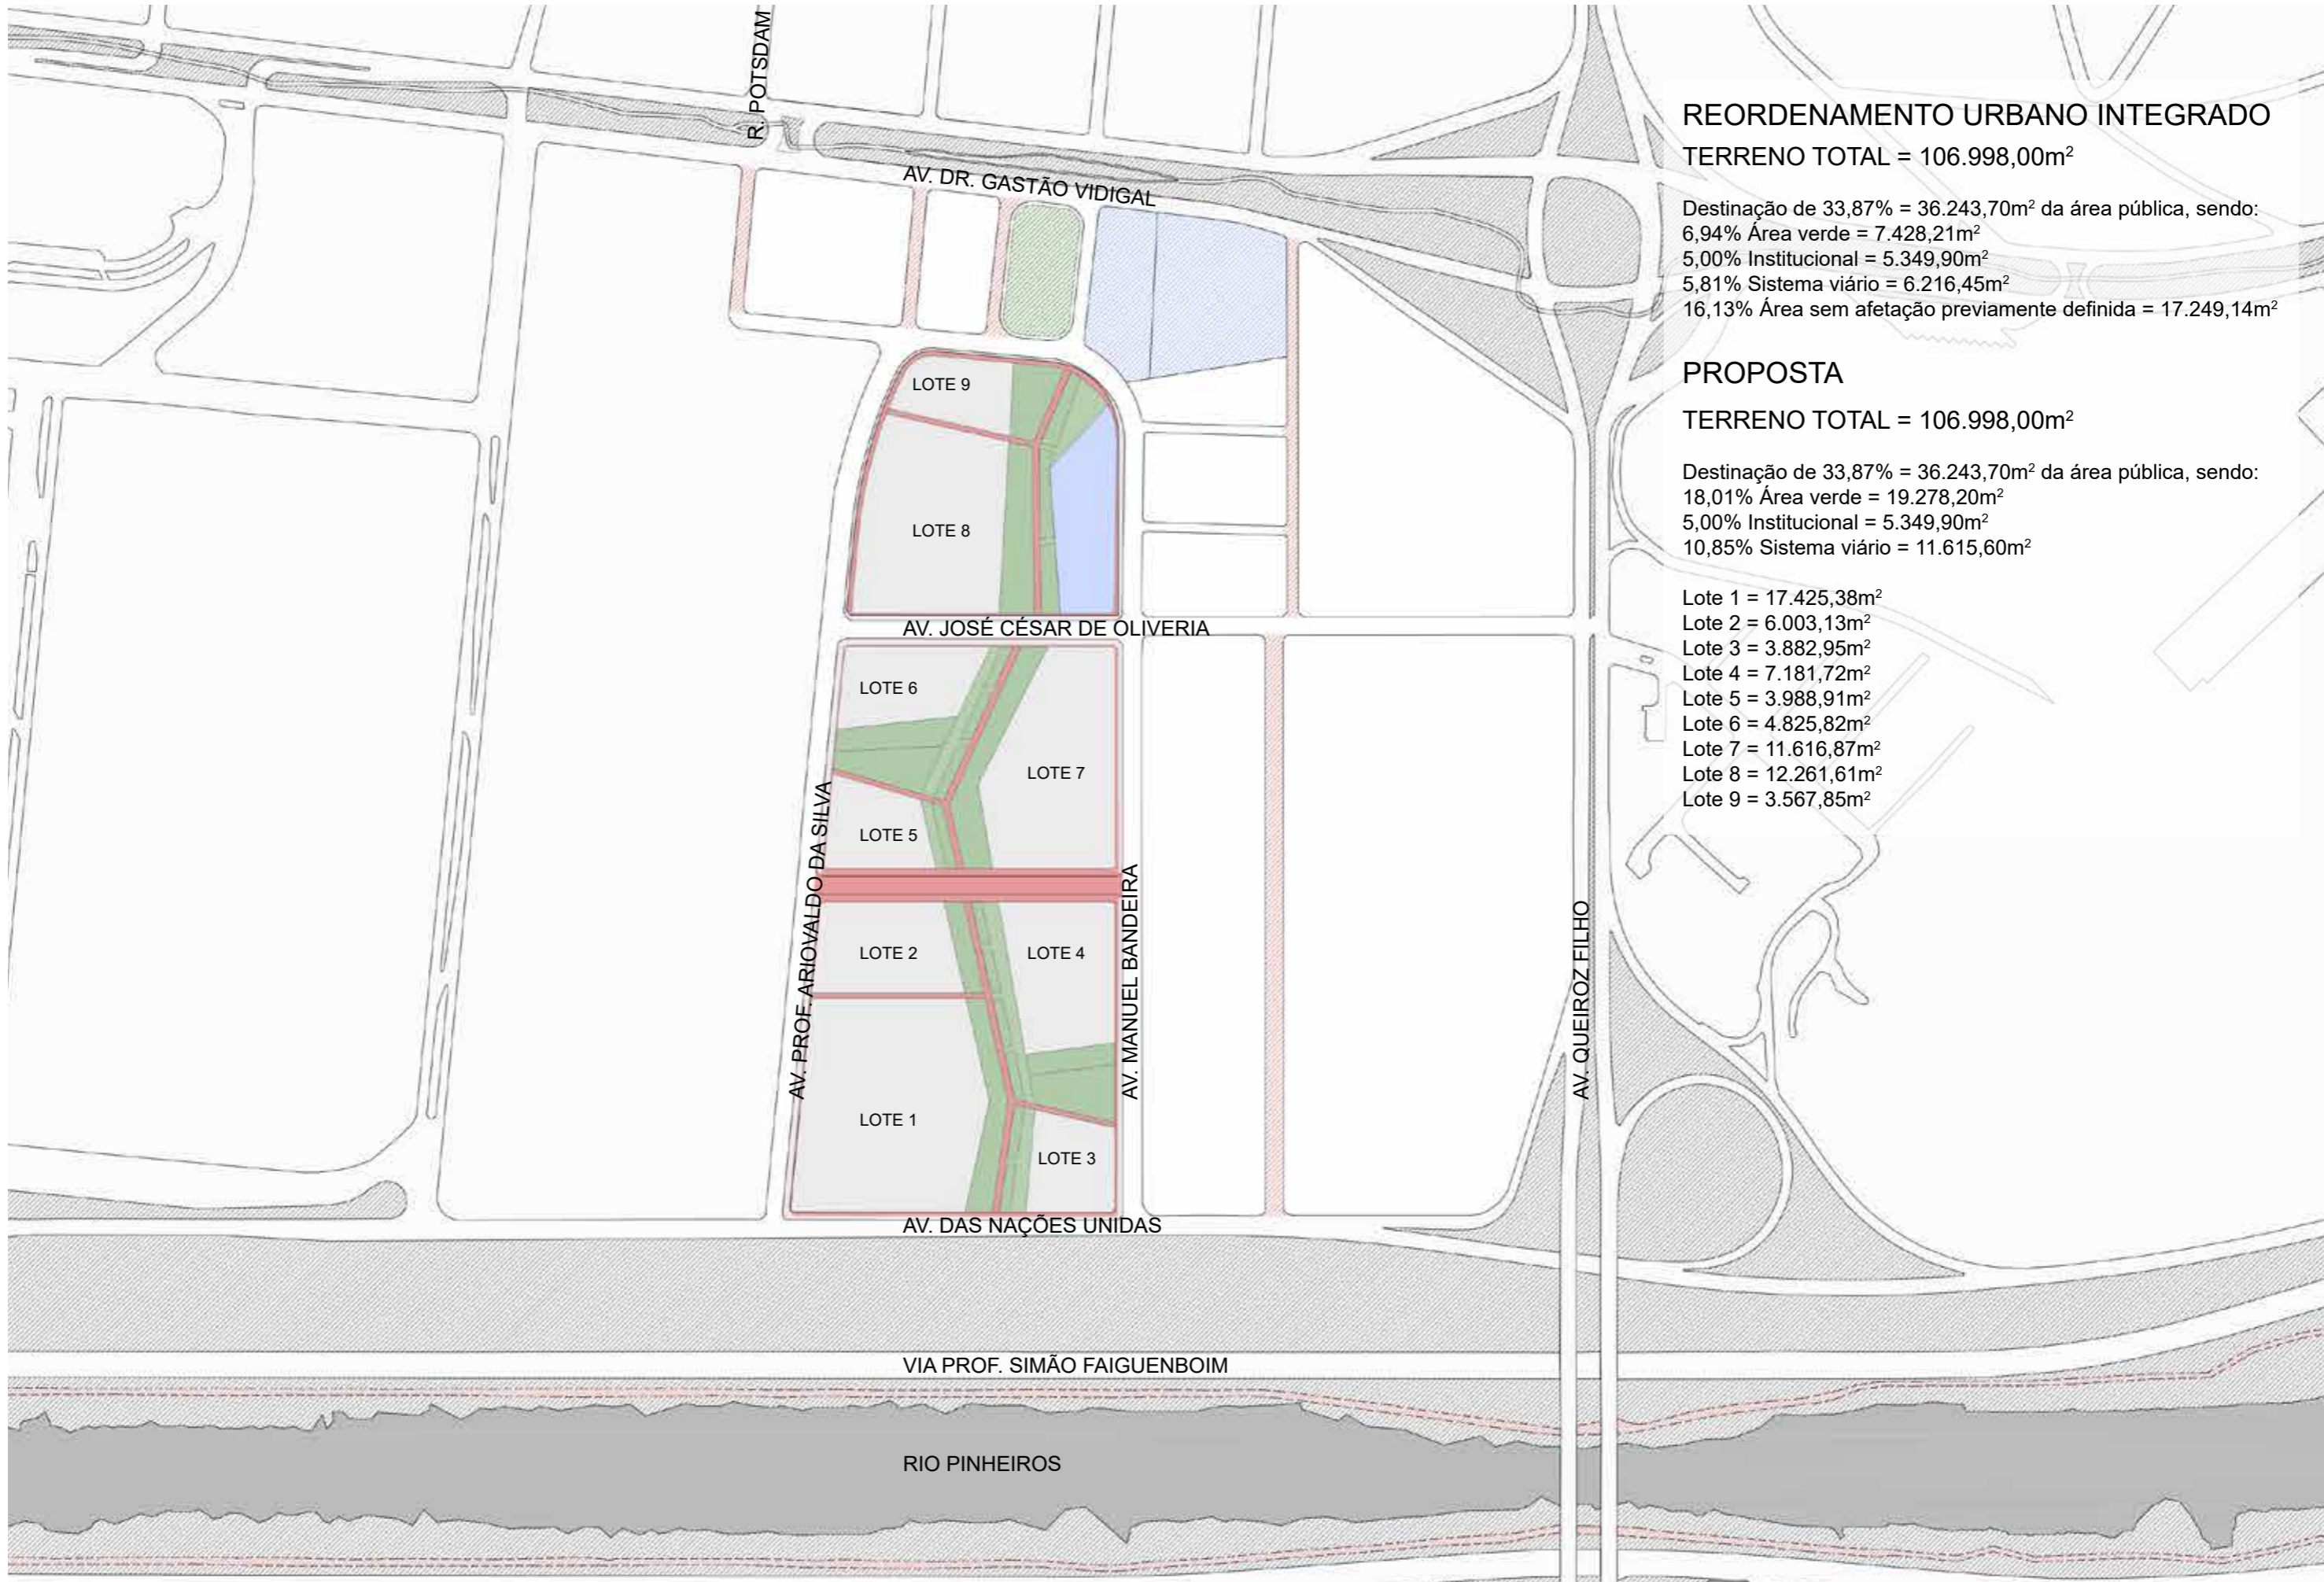 R. POTSDAM
AV. DR. GASTÃO VIDIGAL
LOTE 9
LOTE 8
AV. JOSÉ CÉSAR DE OLIVERIA
LOTE 6
LOTE 7
LOTE 5
AV. PROF. ARIOVALDO DA SILVA
LOTE 2
LOTE 4
AV. MANUEL BANDEIRA
AV. QUEIROZ FILHO
LOTE 1
LOTE 3
AV. DAS NAÇÕES UNIDAS
VIA PROF. SIMÃO FAIGUENBOIM
RIO PINHEIROS
REORDENAMENTO URBANO INTEGRADO
TERRENO TOTAL = 106.998,00m²
Destinação de 33,87% = 36.243,70m² da área pública, sendo:
6,94% Área verde = 7.428,21m²
5,00% Institucional = 5.349,90m²
5,81% Sistema viário = 6.216,45m²
16,13% Área sem afetação previamente definida = 17.249,14m²
PROPOSTA
TERRENO TOTAL = 106.998,00m²
Destinação de 33,87% = 36.243,70m² da área pública, sendo:
18,01% Área verde = 19.278,20m²
5,00% Institucional = 5.349,90m²
10,85% Sistema viário = 11.615,60m²
Lote 1 = 17.425,38m²
Lote 2 = 6.003,13m²
Lote 3 = 3.882,95m²
Lote 4 = 7.181,72m²
Lote 5 = 3.988,91m²
Lote 6 = 4.825,82m²
Lote 7 = 11.616,87m²
Lote 8 = 12.261,61m²
Lote 9 = 3.567,85m²